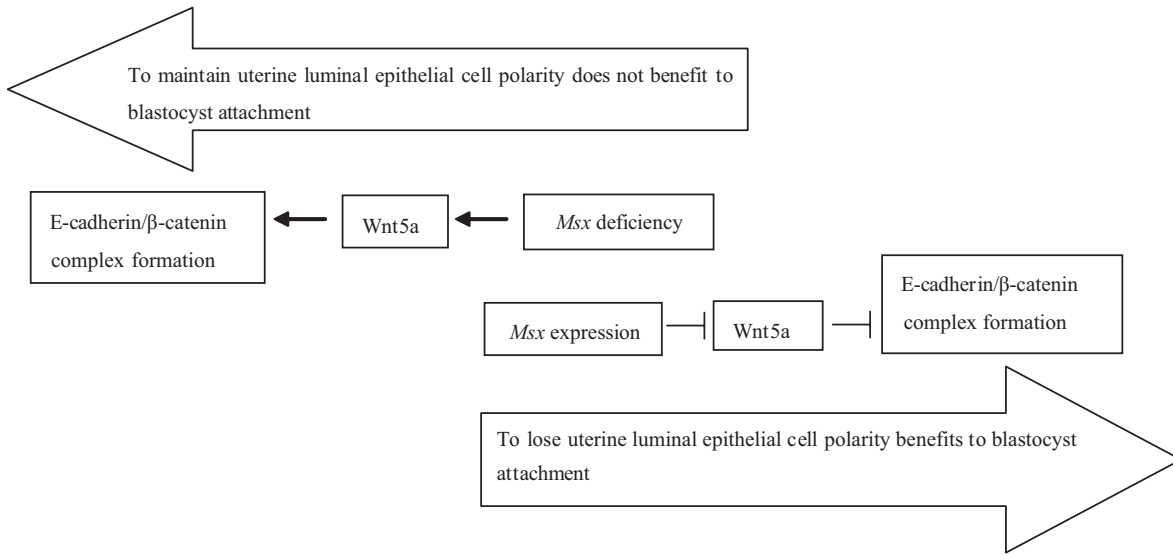 To maintain uterine luminal epithelial cell polarity does not benefit to
blastocyst attachment
E-cadherin/β-catenin
complex formation
Wnt5a
Msx deficiency
E-cadherin/β-catenin
complex formation
Msx expression
Wnt5a
To lose uterine luminal epithelial cell polarity benefits to blastocyst
attachment